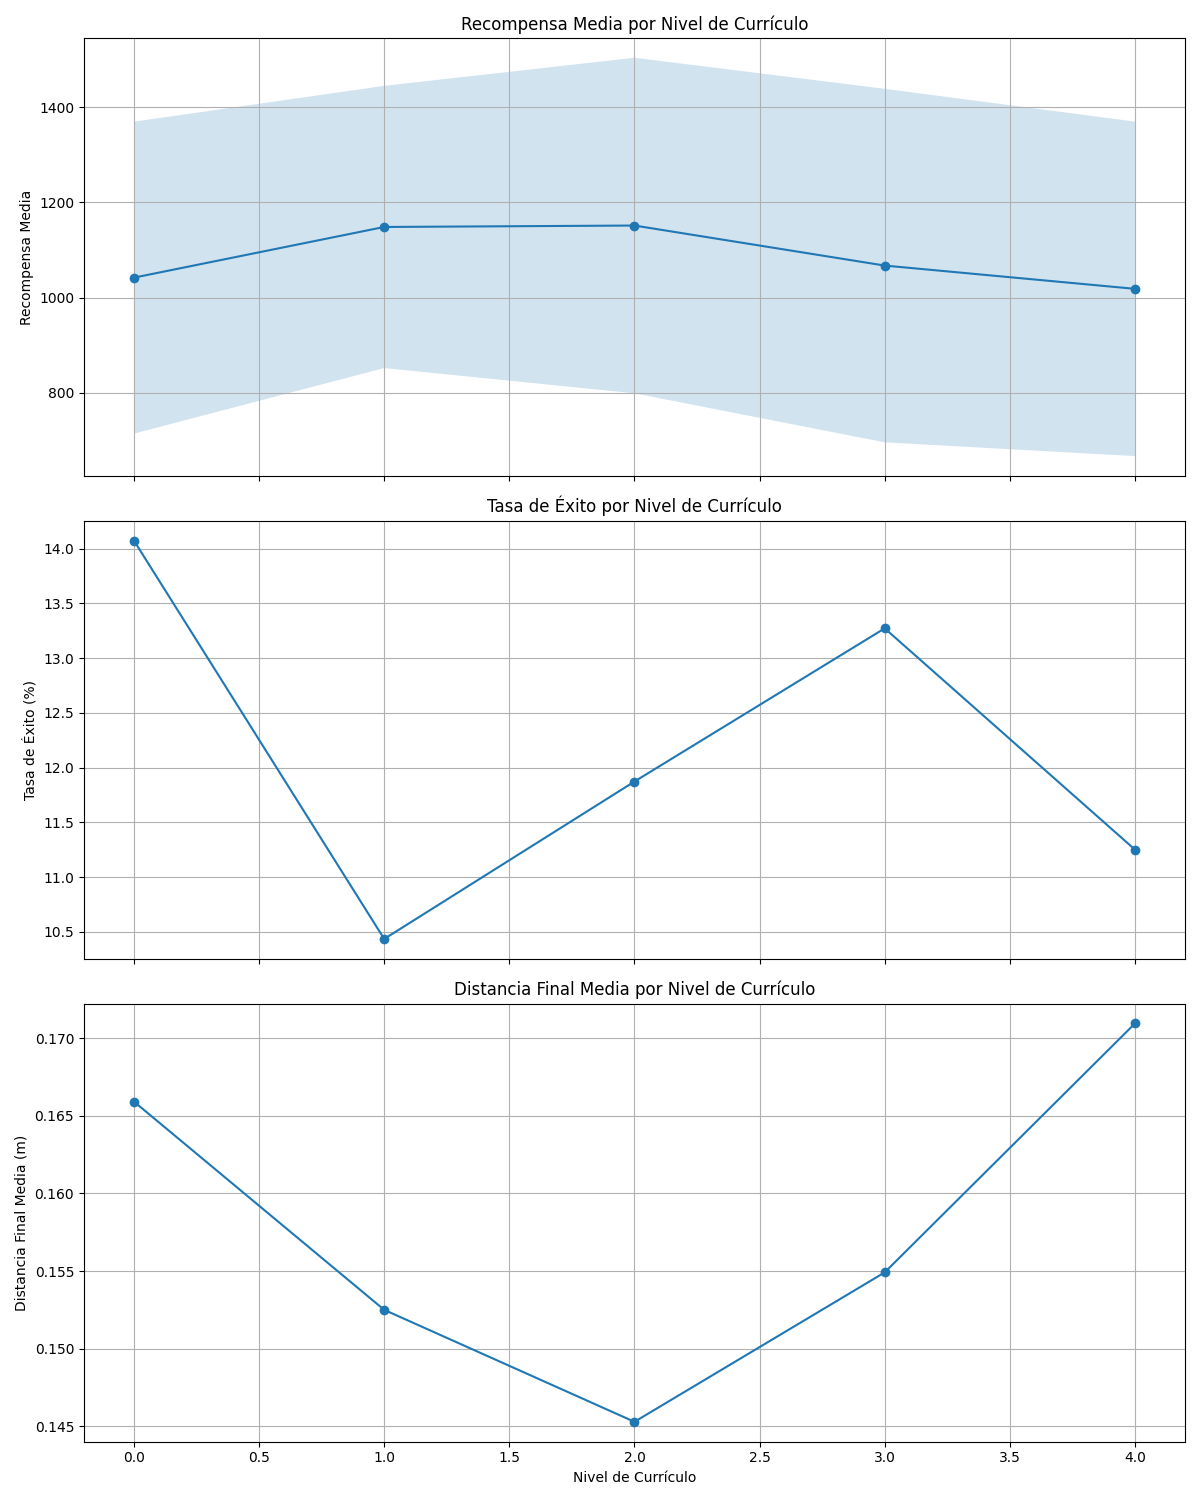 Recompensa Media por Nivel de Currículo
1400
1200
1000
800
Recompensa Media
Tasa de Éxito por Nivel de Currículo
14.0
13.5
13.0
12.5
12.0
11.5
11.0
10.5
Tasa de Éxito (%)
Distancia Final Media por Nivel de Currículo
0.170
0.165
0.160
0.155
0.150
0.145
Distancia Final Media (m)
0.0 0.5 1.0 1.5 2.0 2.5 3.0 3.5 4.0
Nivel de Currículo